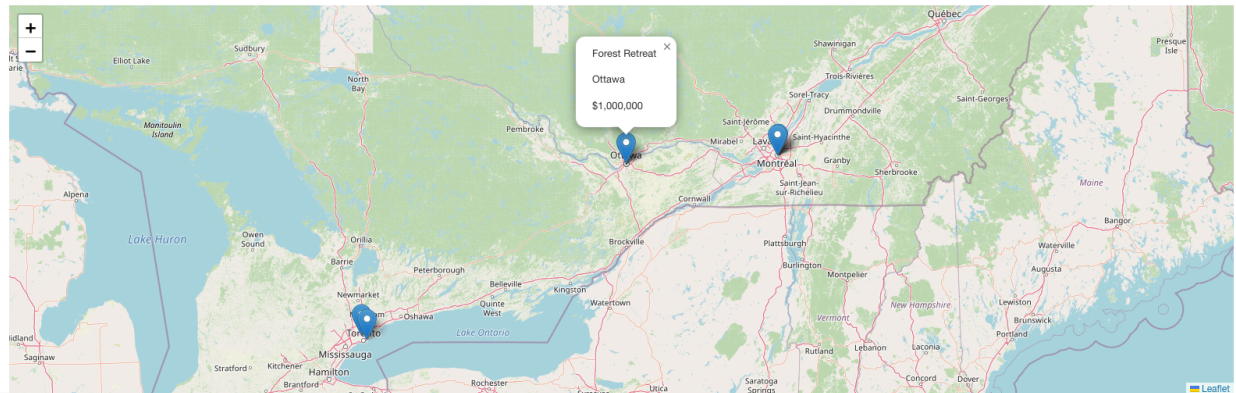 +
−
Forest Retreat
×
Ottawa
$1,000,000
Québec
Sudbury
Elliot Lake
North
Bay
Manitoulin
Island
Pembroke
Shawinigan
Trois-Rivières
Sorel-Tracy
Drummondville
Saint-Georges
Presque
Isle
Saint-Jérôme
Mirabel
Saint-Hyacinthe
Montréal
Granby
Sherbrooke
Saint-Jean-
sur-Richelieu
Cornwall
Maine
Bangor
Alpena
Lake Huron
Owen
Sound
Orillia
Barrie
Brockville
Plattsburgh
Burlington
Montpelier
Waterville
Augusta
Peterborough
Belleville
Kingston
Quinte
West
Watertown
Newmarket
Oshawa
Lake Ontario
Toronto
Mississauga
Hamilton
Vermont
New Hampshire
Lewiston
Brunswick
Portland
Saginaw
Stratford
Kitchener
Brantford
Rochester
Utica
Rutland
Lebanon
Laconia
Concord
Dover
Saratoga
Springs
Leaflet